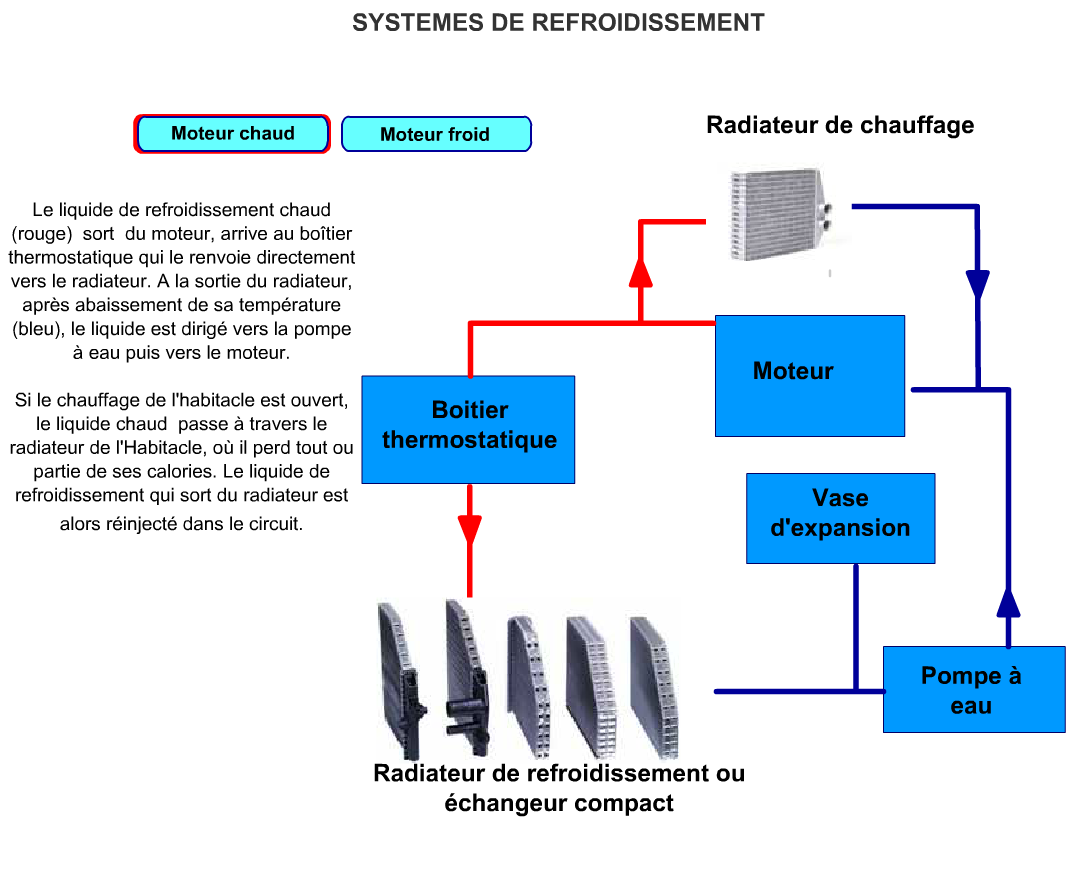 SYSTEMES DE REFROIDISSEMENT
Moteur chaud
Moteur froid
Radiateur de chauffage
Le liquide de refroidissement chaud
(rouge) sort du moteur, arrive au boîtier
thermostatique qui le renvoie directement
vers le radiateur. A la sortie du radiateur,
après abaissement de sa température
(bleu), le liquide est dirigé vers la pompe
à eau puis vers le moteur.
Si le chauffage de l'habitacle est ouvert,
le liquide chaud passe à travers le
radiateur de l'Habitacle, où il perd tout ou
partie de ses calories. Le liquide de
refroidissement qui sort du radiateur est
alors réinjecté dans le circuit.
Moteur
Boitier
thermostatique
Vase
d'expansion
Pompe à
eau
Radiateur de refroidissement ou
échangeur compact